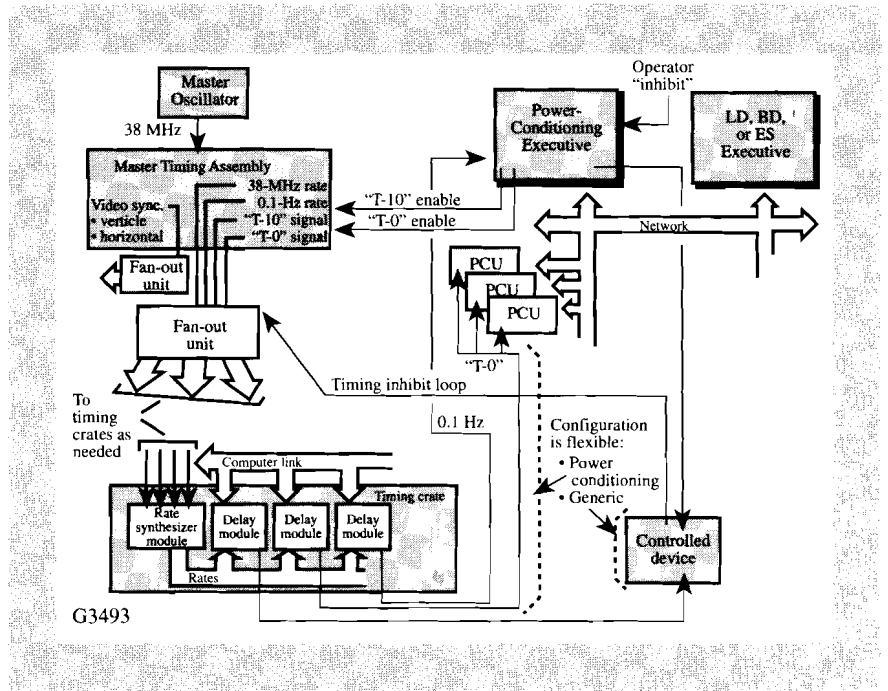 Master
Oscillator
38 MHz
Master Timing Assembly
Video sync.
• verticle
• horizontal
38-MHz rate
0.1-Hz rate
“T-10” signal
“T-0” signal
Fan-out
unit
Fan-out
unit
To
timing
crates as
needed
Operator
“inhibit”
Power-
Conditioning
Executive
LD, BD,
or ES
Executive
“T-10” enable
“T-0” enable
Network
PCU
PCU
PCU
“T-0”
Timing inhibit loop
0.1 Hz
Configuration
is flexible:
• Power
conditioning
• Generic
Computer link
Timing crate
Rate
synthesizer
module
Delay
module
Delay
module
Delay
module
Rates
Controlled
device
G3493